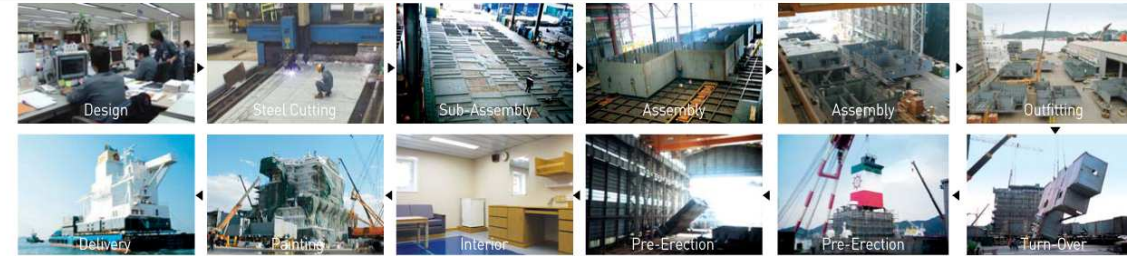 Design
Steel Cutting
Sub-Assembly
Assembly
Assembly
Outfitting
Delivery
Painting
Interior
Pre-Erection
Pre-Erection
Turn-Over